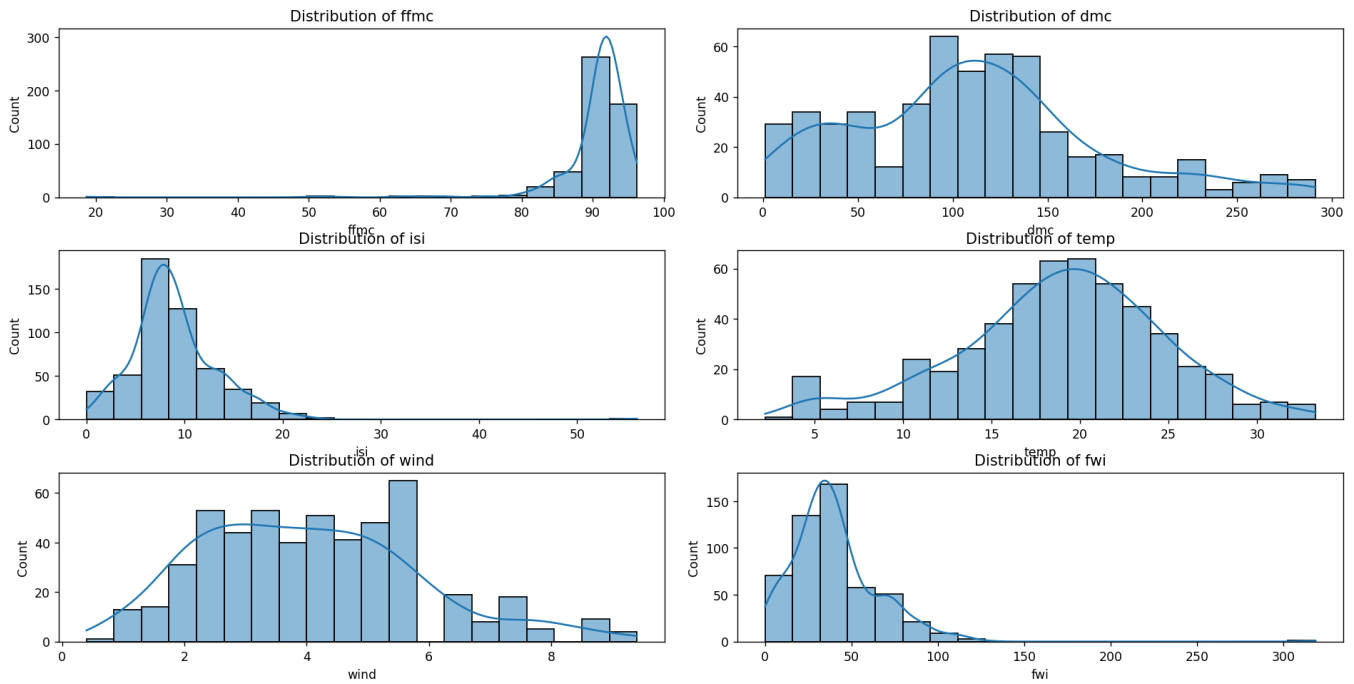 Distribution of ffmc
Count
300
200
100
0
20 30 40 50 60 70 80 90 100
ffmc
Distribution of dmc
Count
60
40
20
0
0 50 100 150 200 250 300
dmc
Distribution of isi
Count
150
100
50
0
0 10 20 30 40 50
isi
Distribution of temp
Count
60
40
20
0
5 10 15 20 25 30
temp
Distribution of wind
Count
60
40
20
0
0 2 4 6 8
wind
Distribution of fwi
Count
150
100
50
0
0 50 100 150 200 250 300
fwi